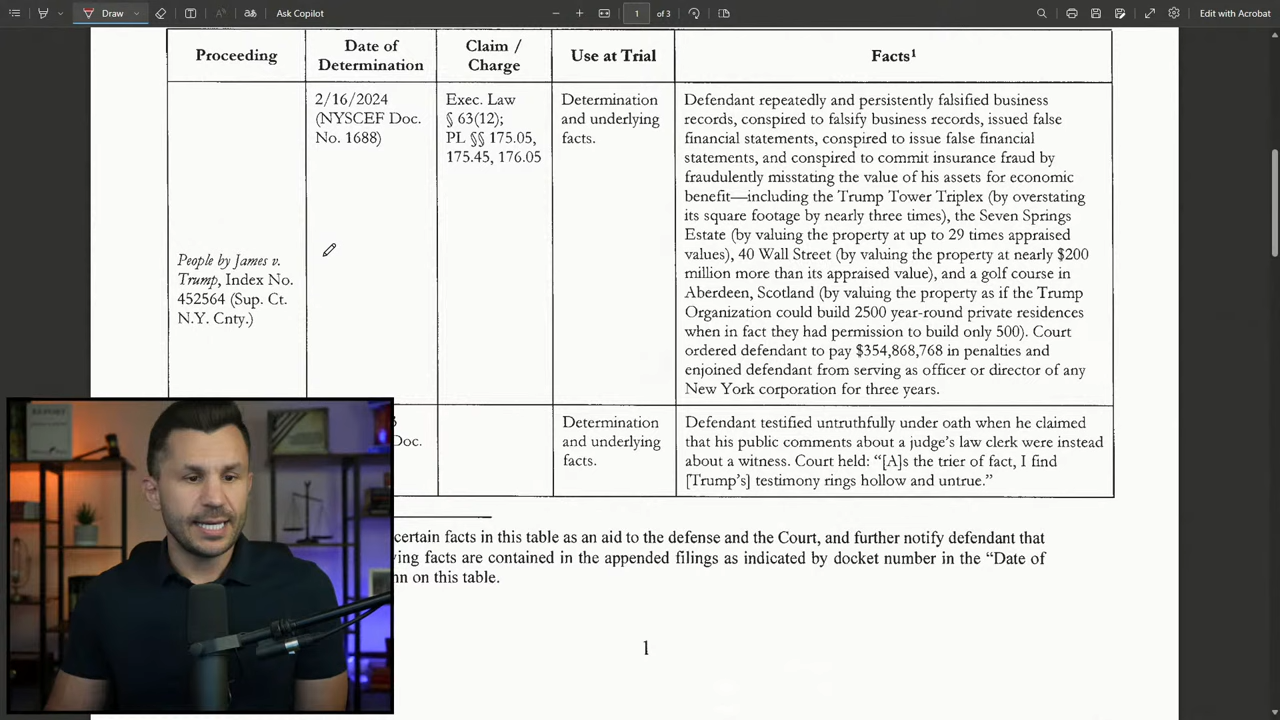 Draw
Ask Copilot
1 of 3
Edit with Acrobat
Proceeding
Date of
Determination
Claim /
Charge
Use at Trial
Facts¹
People by James v.
Trump, Index No.
452564 (Sup. Ct.
N.Y. Cnty.)
2/16/2024
(NYSCEF Doc.
No. 1688)
Exec. Law
§ 63(12);
PL §§ 175.05,
175.45, 176.05
Determination
and underlying
facts.
Defendant repeatedly and persistently falsified business
records, conspired to falsify business records, issued false
financial statements, conspired to issue false financial
statements, and conspired to commit insurance fraud by
fraudulently misstating the value of his assets for economic
benefit—including the Trump Tower Triplex (by overstating
its square footage by nearly three times), the Seven Springs
Estate (by valuing the property at up to 29 times appraised
values), 40 Wall Street (by valuing the property at nearly $200
million more than its appraised value), and a golf course in
Aberdeen, Scotland (by valuing the property as if the Trump
Organization could build 2500 year-round private residences
when in fact they had permission to build only 500). Court
ordered defendant to pay $354,868,768 in penalties and
enjoined defendant from serving as officer or director of any
New York corporation for three years.
Doc.
Determination
and underlying
facts.
Defendant testified untruthfully under oath when he claimed
that his public comments about a judge's law clerk were instead
about a witness. Court held: “[A]s the trier of fact, I find
[Trump's] testimony rings hollow and untrue.”
certain facts in this table as an aid to the defense and the Court, and further notify defendant that
facts are contained in the appended filings as indicated by docket number in the “Date of
on this table.
1